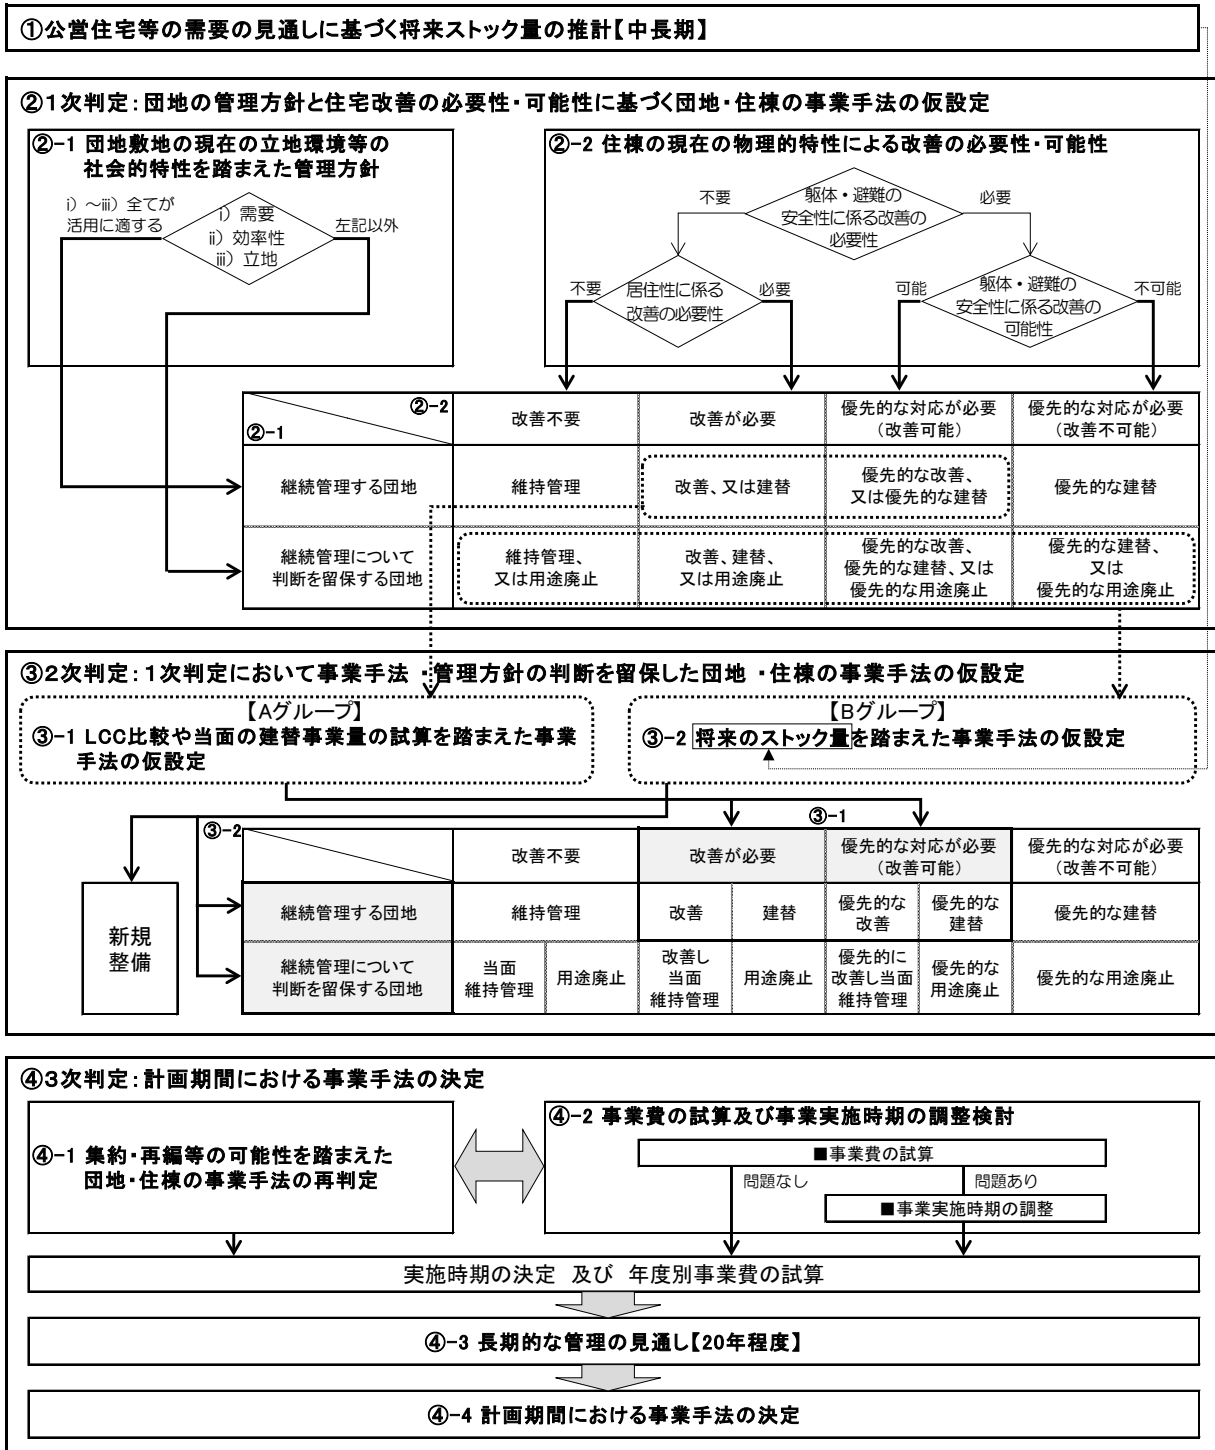 ①公営住宅等の需要の見通しに基づく将来ストック量の推計【中長期】
②1次判定：団地の管理方針と住宅改善の必要性・可能性に基づく団地・住棟の事業手法の仮設定
②-1 団地敷地の現在の立地環境等の
社会的特性を踏まえた管理方針
i）～iii）全てが
活用に適する
i）需要
ii）効率性
iii）立地
左記以外
②-2 住棟の現在の物理的特性による改善の必要性・可能性
不要
躯体・避難の
安全性に係る改善の
必要性
必要
不要
居住性に係る
改善の必要性
必要
可能
躯体・避難の
安全性に係る改善の
可能性
不可能
②-2
②-1
改善不要
改善が必要
優先的な対応が必要
（改善可能）
優先的な対応が必要
（改善不可能）
継続管理する団地
維持管理
改善、又は建替
優先的な改善、
又は優先的な建替
優先的な建替
継続管理について
判断を留保する団地
維持管理、
又は用途廃止
改善、建替、
又は用途廃止
優先的な改善、
優先的な建替、又は
優先的な用途廃止
優先的な建替、
又は
優先的な用途廃止
③2次判定：1次判定において事業手法・管理方針の判断を留保した団地・住棟の事業手法の仮設定
【Aグループ】
③-1 LCC比較や当面の建替事業量の試算を踏まえた事業
手法の仮設定
【Bグループ】
③-2 将来のストック量を踏まえた事業手法の仮設定
③-1
③-2
改善不要
改善が必要
優先的な対応が必要
（改善可能）
優先的な対応が必要
（改善不可能）
新規
整備
継続管理する団地
維持管理
改善
建替
優先的な
改善
優先的な
建替
優先的な建替
継続管理について
判断を留保する団地
当面
維持管理
用途廃止
改善し
当面
維持管理
用途廃止
優先的に
改善し当面
維持管理
優先的な
用途廃止
優先的な用途廃止
④3次判定：計画期間における事業手法の決定
④-1 集約・再編等の可能性を踏まえた
団地・住棟の事業手法の再判定
④-2 事業費の試算及び事業実施時期の調整検討
■事業費の試算
問題なし
問題あり
■事業実施時期の調整
実施時期の決定 及び 年度別事業費の試算
④-3 長期的な管理の見通し【20年程度】
④-4 計画期間における事業手法の決定